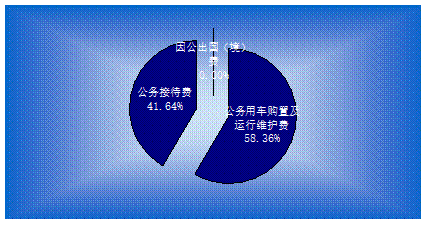 因公出国（境）
费
0.00%
公务接待费
41.64%
公务用车购置及
运行维护费
58.36%